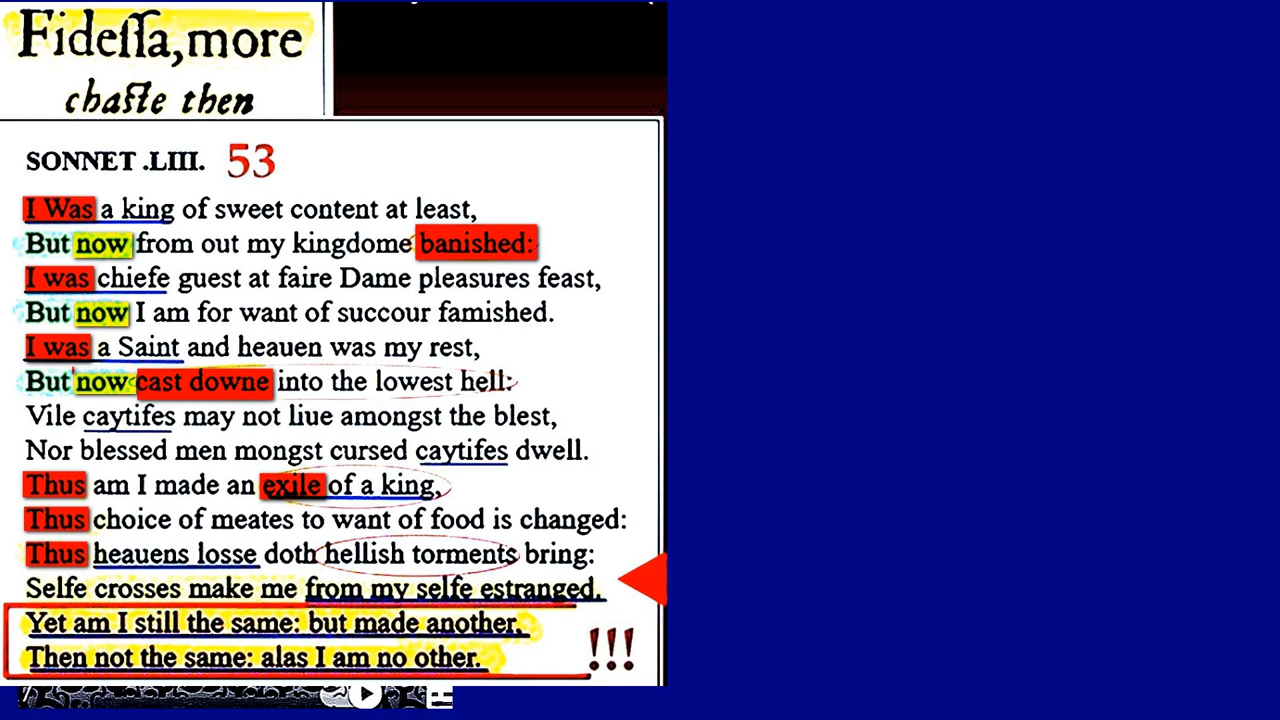 Fideſſa, more
chaſte then
SONNET .LIII. 53
I Was a king of sweet content at least,
But now from out my kingdome banished:
I was chiefe guest at faire Dame pleasures feast,
But now I am for want of succour famished.
I was a Saint and heauen was my rest,
But now cast downe into the lowest hell:
Vile caytifes may not liue amongst the blest,
Nor blessed men mongst cursed caytifes dwell.
Thus am I made an exile of a king,
Thus choice of meates to want of food is changed:
Thus heauens losse doth hellish torments bring:
Selfe crosses make me from my selfe estranged.
Yet am I still the same: but made another,
Then not the same: alas I am no other.
!!!